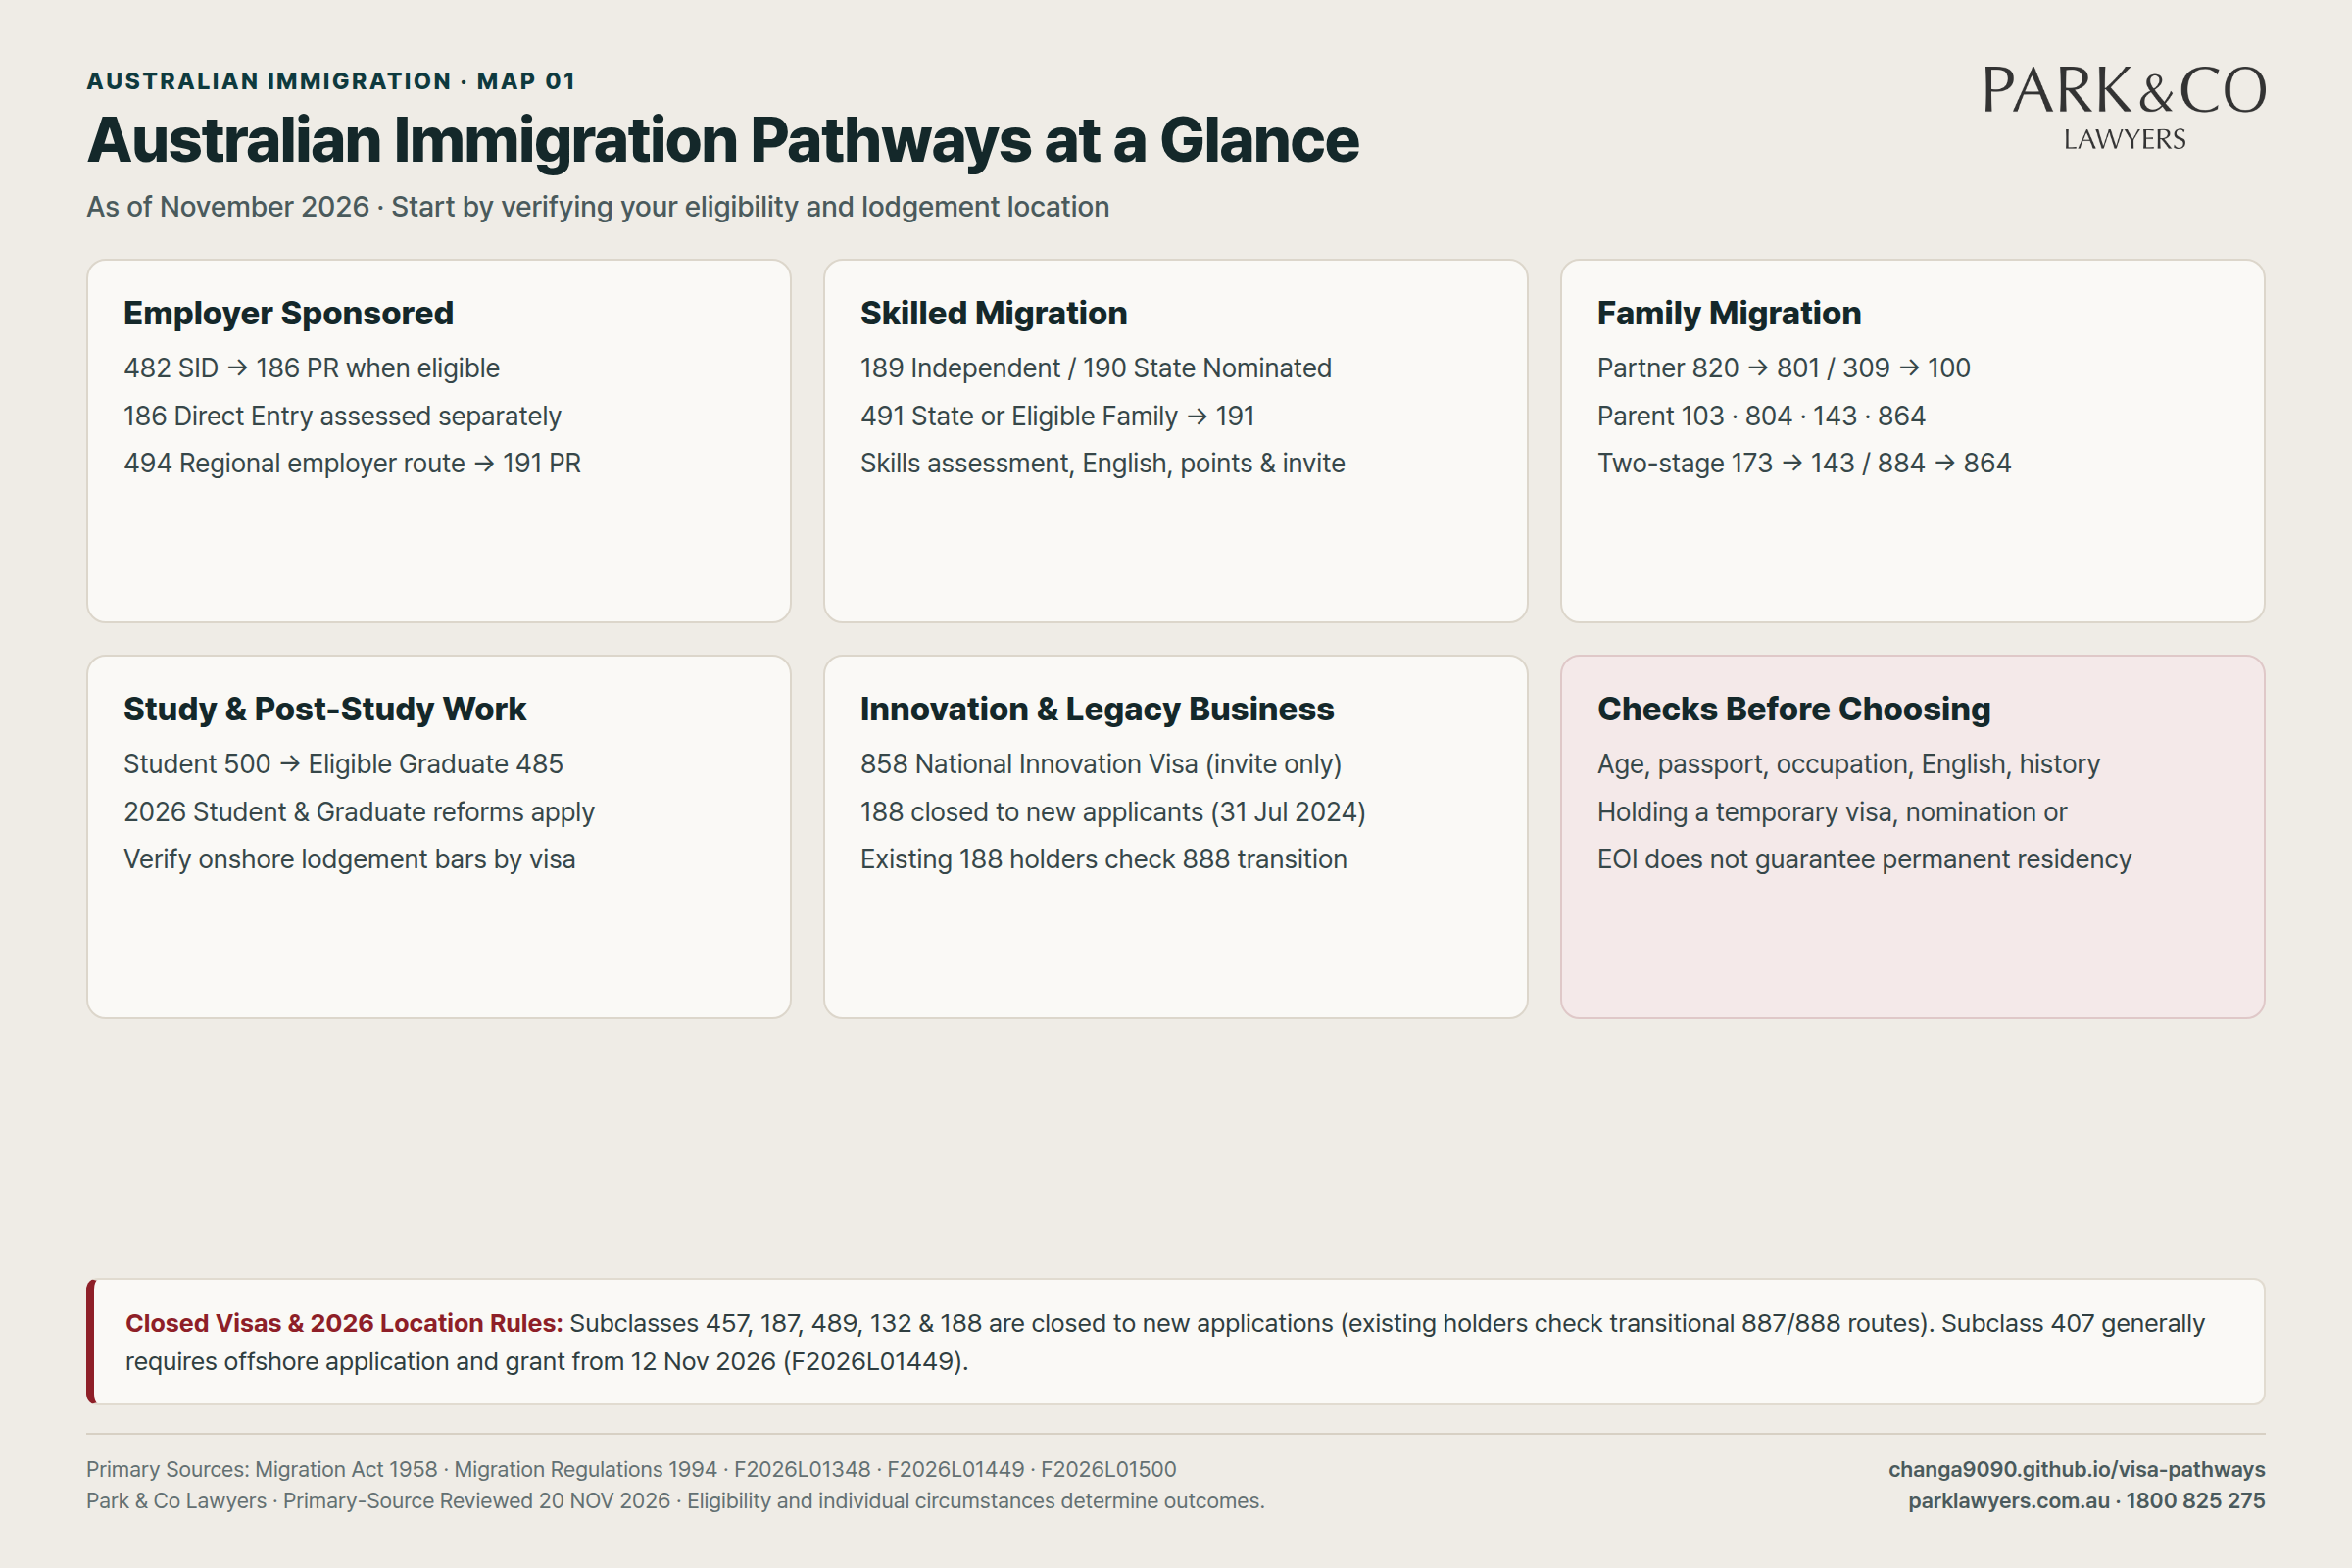 AUSTRALIAN IMMIGRATION · MAP 01
Australian Immigration Pathways at a Glance
As of November 2026 · Start by verifying your eligibility and lodgement location
PARK & CO
LAWYERS
Employer Sponsored
482 SID → 186 PR when eligible
186 Direct Entry assessed separately
494 Regional employer route → 191 PR
Skilled Migration
189 Independent / 190 State Nominated
491 State or Eligible Family → 191
Skills assessment, English, points & invite
Family Migration
Partner 820 → 801 / 309 → 100
Parent 103 · 804 · 143 · 864
Two-stage 173 → 143 / 884 → 864
Study & Post-Study Work
Student 500 → Eligible Graduate 485
2026 Student & Graduate reforms apply
Verify onshore lodgement bars by visa
Innovation & Legacy Business
858 National Innovation Visa (invite only)
188 closed to new applicants (31 Jul 2024)
Existing 188 holders check 888 transition
Checks Before Choosing
Age, passport, occupation, English, history
Holding a temporary visa, nomination or
EOI does not guarantee permanent residency
Closed Visas & 2026 Location Rules: Subclasses 457, 187, 489, 132 & 188 are closed to new applications (existing holders check transitional 887/888 routes). Subclass 407 generally
requires offshore application and grant from 12 Nov 2026 (F2026L01449).
Primary Sources: Migration Act 1958 · Migration Regulations 1994 · F2026L01348 · F2026L01449 · F2026L01500
Park & Co Lawyers · Primary-Source Reviewed 20 NOV 2026 · Eligibility and individual circumstances determine outcomes.
changa9090.github.io/visa-pathways
parklawyers.com.au · 1800 825 275